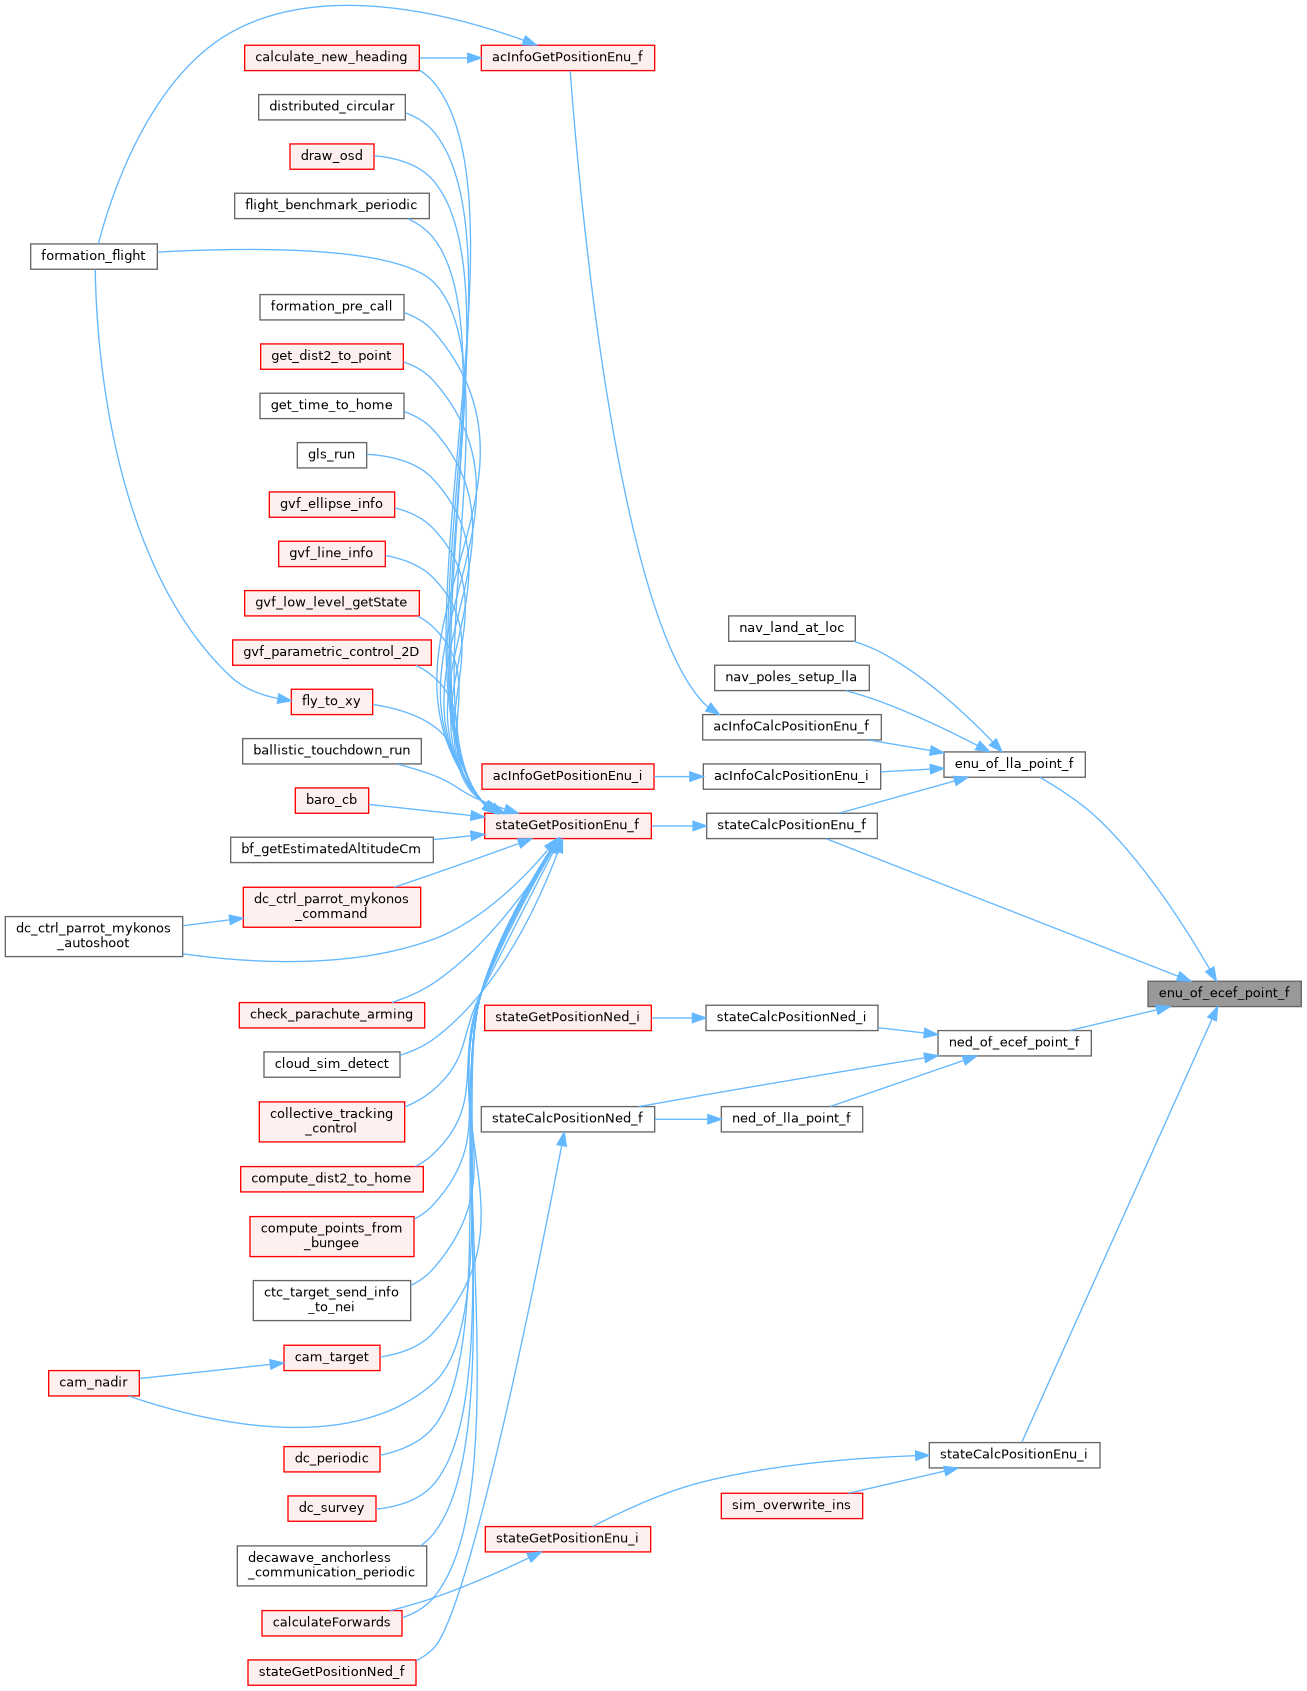 acInfoGetPositionEnu_f
calculate_new_heading
distributed_circular
draw_osd
flight_benchmark_periodic
formation_flight
formation_pre_call
get_dist2_to_point
get_time_to_home
gls_run
gvf_ellipse_info
gvf_line_info
gvf_low_level_getState
gvf_parametric_control_2D
fly_to_xy
ballistic_touchdown_run
baro_cb
bf_getEstimatedAltitudeCm
dc_ctrl_parrot_mykonos
_command
dc_ctrl_parrot_mykonos
_autoshoot
check_parachute_arming
cloud_sim_detect
collective_tracking
_control
compute_dist2_to_home
compute_points_from
_bungee
ctc_target_send_info
_to_nei
cam_target
cam_nadir
dc_periodic
dc_survey
decawave_anchorless
_communication_periodic
calculateForwards
stateGetPositionNed_f
acInfoGetPositionEnu_i
stateGetPositionEnu_f
stateGetPositionNed_i
stateCalcPositionNed_f
stateGetPositionEnu_i
nav_land_at_loc
nav_poles_setup_lla
acInfoCalcPositionEnu_f
acInfoCalcPositionEnu_i
stateCalcPositionEnu_f
stateCalcPositionNed_i
ned_of_lla_point_f
sim_overwrite_ins
enu_of_lla_point_f
ned_of_ecef_point_f
stateCalcPositionEnu_i
enu_of_ecef_point_f